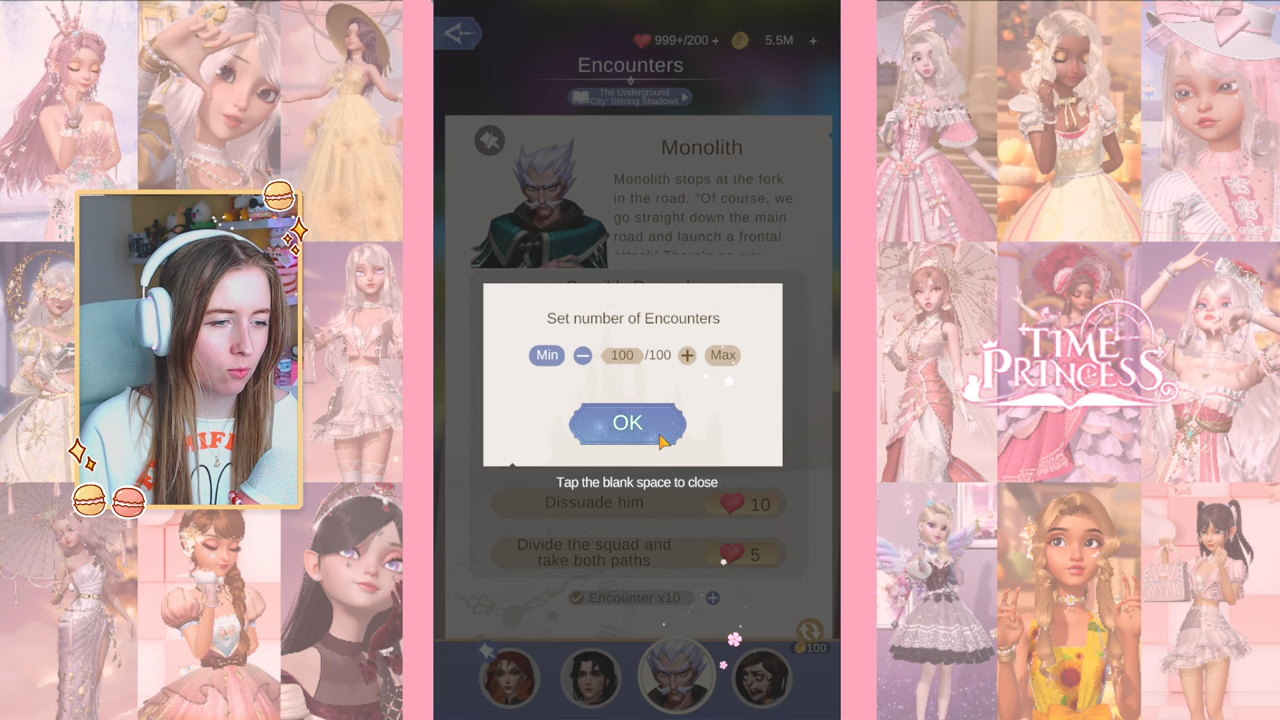 999+/200 +
5.5M +
Encounters
The Underground
City: Stirring Shadows
Monolith
Monolith stops at the fork
in the road. "Of course, we
go straight down the main
road and launch a frontal
Set number of Encounters
Min
100 /100
Max
OK
Tap the blank space to close
Dissuade him
10
Divide the squad and
take both paths
5
Encounter x10
100
TIME
PRINCESS